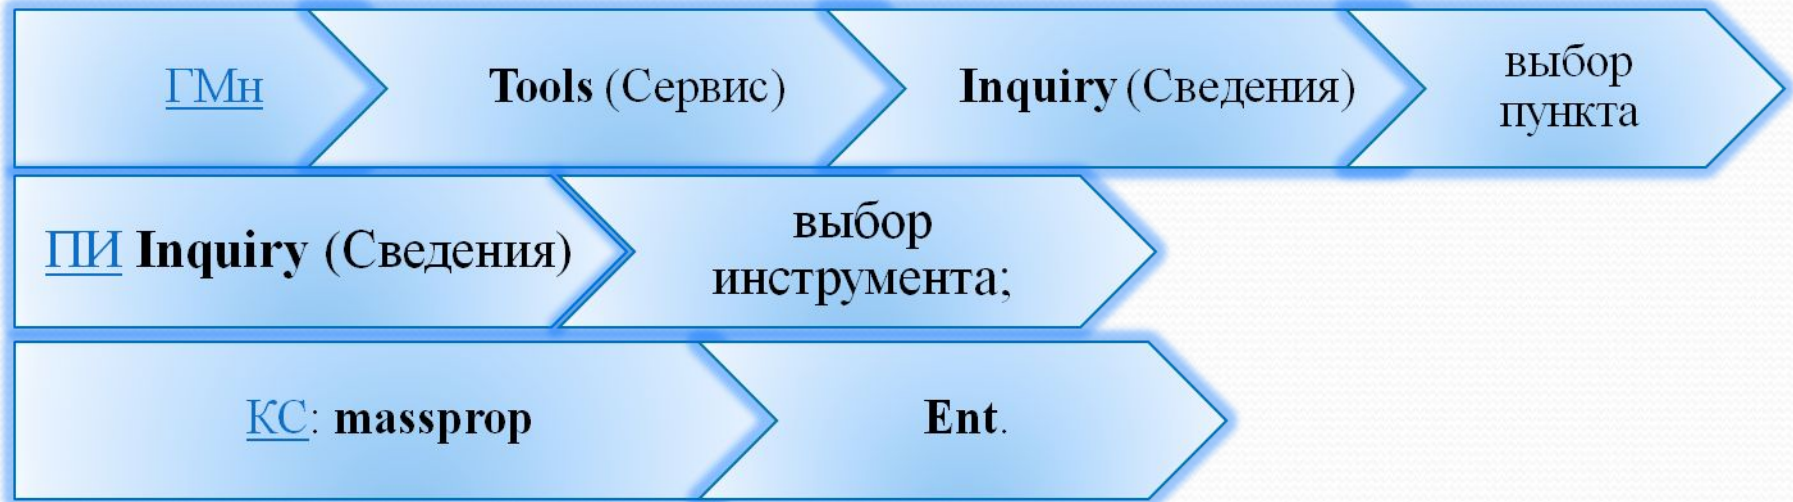 ГМн
Tools (Сервис)
Inquiry (Сведения)
выбор
пункта
ПИ Inquiry (Сведения)
выбор
инструмента;
КС: massprop
Ent.